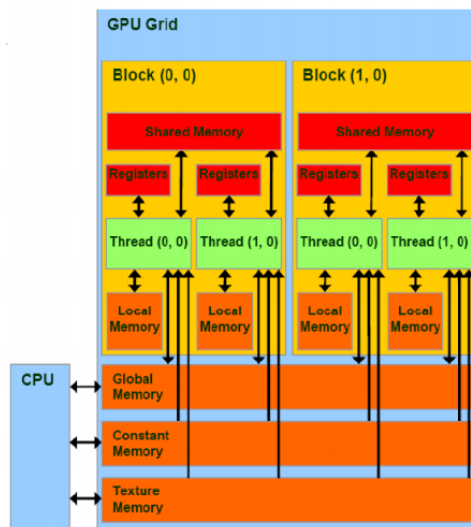 GPU Grid
Block (0, 0)
Block (1, 0)
Shared Memory
Shared Memory
Registers
Registers
Registers
Registers
Thread (0, 0)
Thread (1, 0)
Thread (0, 0)
Thread (1, 0)
Local
Memory
Local
Memory
Local
Memory
Local
Memory
CPU
Global
Memory
Constant
Memory
Texture
Memory